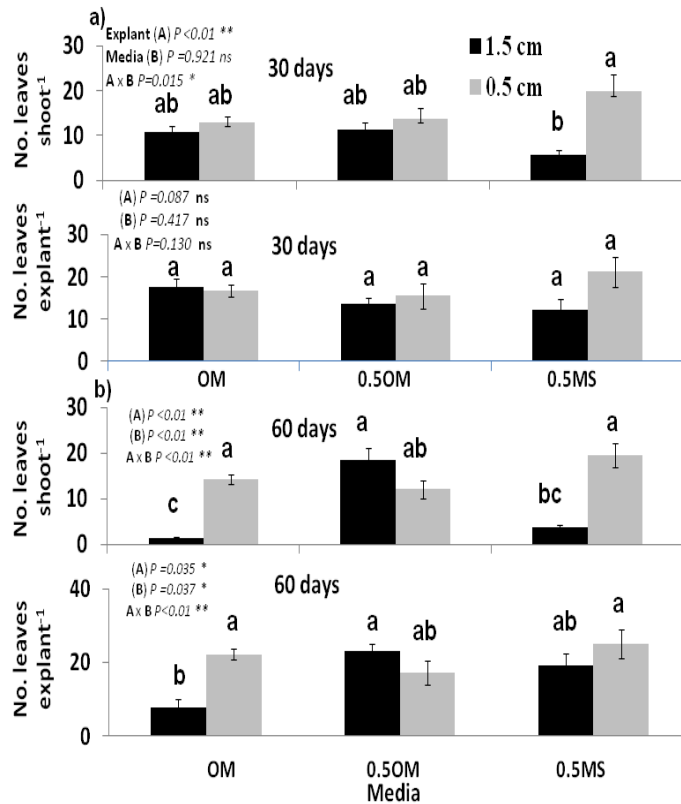 a)
Explant (A) P <0.01 **
Media (B) P =0.921 ns
A x B P=0.015 *
30 days
1.5 cm
0.5 cm
No. leaves shoot⁻¹
30
20
10
0
ab ab ab ab b a
(A) P =0.087 ns
(B) P =0.417 ns
A x B P=0.130 ns
30 days
No. leaves explant⁻¹
30
20
10
0
a a a a a a
OM 0.5OM 0.5MS
b)
(A) P <0.01 **
(B) P <0.01 **
A x B P <0.01 **
60 days
No. leaves shoot⁻¹
30
20
10
0
c a a ab bc a
(A) P =0.035 *
(B) P =0.037 *
A x B P<0.01 **
60 days
No. leaves explant⁻¹
40
20
0
b a a ab ab a
OM 0.5OM 0.5MS
Media